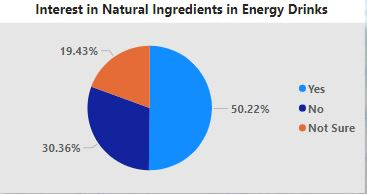 Interest in Natural Ingredients in Energy Drinks
19.43%
50.22%
30.36%
Yes
No
Not Sure